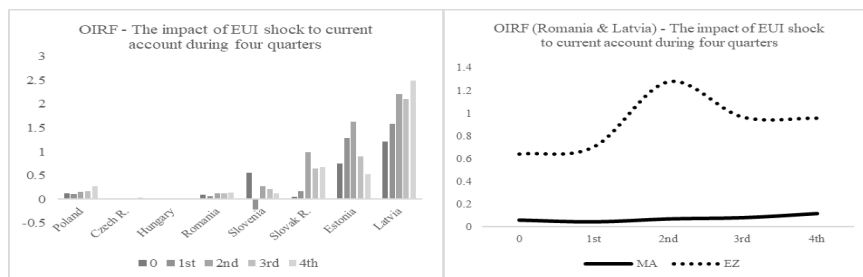 OIRF - The impact of EUI shock to current
account during four quarters
3
2.5
2
1.5
1
0.5
0
-0.5
Poland
Czech R.
Hungary
Romania
Slovenia
Slovak R.
Estonia
Latvia
0 1st 2nd 3rd 4th
OIRF (Romania & Latvia) - The impact of EUI shock
to current account during four quarters
1.4
1.2
1
0.8
0.6
0.4
0.2
0
0 1st 2nd 3rd 4th
MA EZ